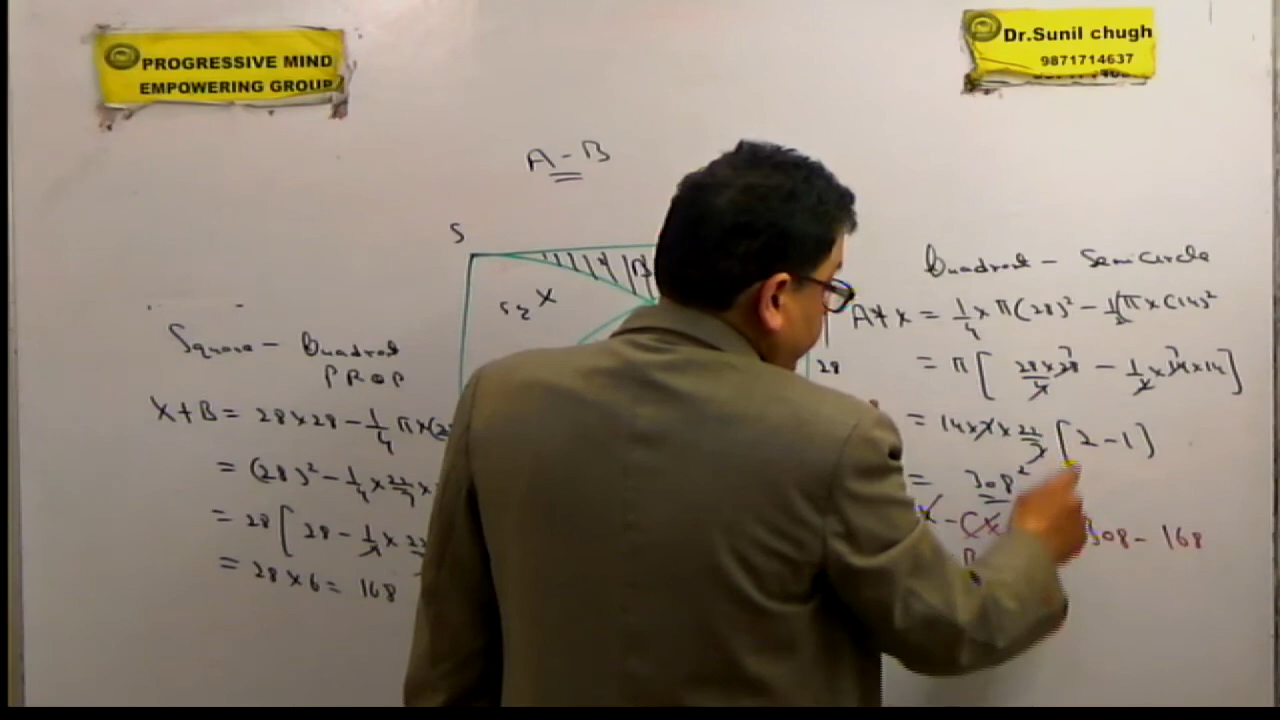 PROGRESSIVE MIND
EMPOWERING GROUP
Dr.Sunil chugh
9871714637
A - B
S
X
28
Square - Quadrant
PROP
X + B = 28 × 28 - 1/4 π × (2
= (28)² - 1/4 × 22/7 ×
= 28 [ 28 - 1/4 × 22
= 28 × 6 = 168
Quadrant - Semicircle
A + X = 1/4 × π (28)² - 1/2 π × (14)²
= π [ 28 × 28/4 - 1/2 × 14 × 14 ]
= 14 × 7 × 22/7 [ 2 - 1 ]
= 308
X - (X
308 - 168
B